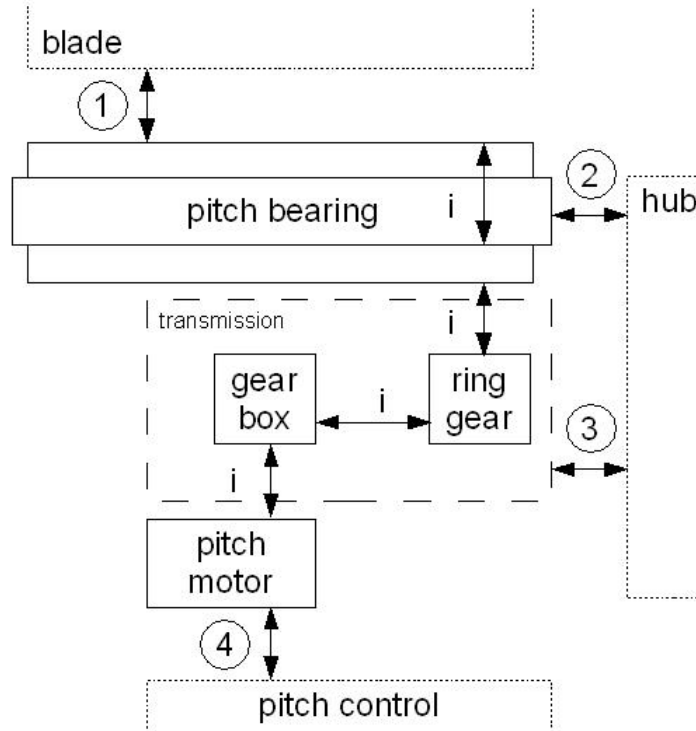 blade
1
2
pitch bearing
i
hub
i
transmission
gear
box
i
ring
gear
3
i
pitch
motor
4
pitch control